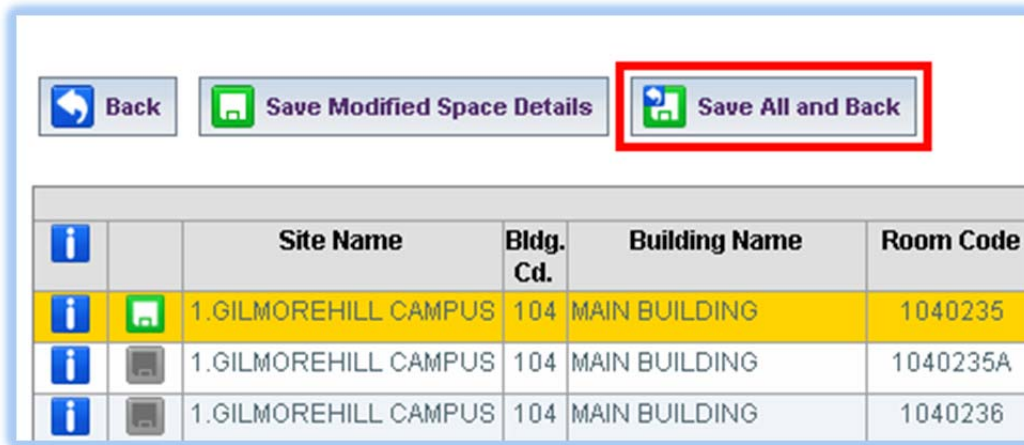 Back Save Modified Space Details Save All and Back
i Site Name Bldg. Cd. Building Name Room Code
i 1.GILMOREHILL CAMPUS 104 MAIN BUILDING 1040235
i 1.GILMOREHILL CAMPUS 104 MAIN BUILDING 1040235A
i 1.GILMOREHILL CAMPUS 104 MAIN BUILDING 1040236